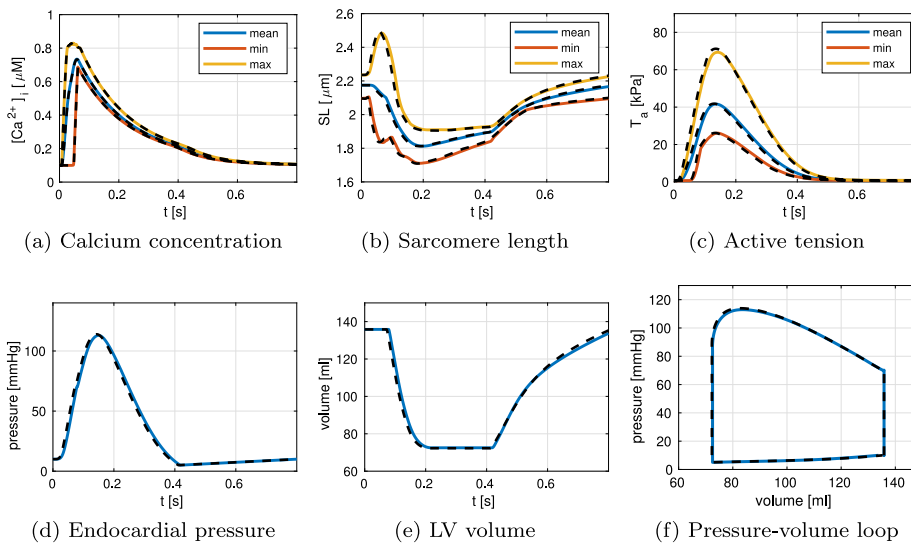 1
0.8
0.6
0.4
0.2
0
0 0.2 0.4 0.6
[Ca 2+ ] i [ μM]
t [s]
mean
min
max
(a) Calcium concentration
2.6
2.4
2.2
2
1.8
1.6
0 0.2 0.4 0.6
SL [μm]
t [s]
mean
min
max
(b) Sarcomere length
80
60
40
20
0
0 0.2 0.4 0.6
T a [kPa]
t [s]
mean
min
max
(c) Active tension
100
50
0
0 0.2 0.4 0.6
pressure [mmHg]
t [s]
(d) Endocardial pressure
160
140
120
100
80
60
0 0.2 0.4 0.6
volume [ml]
t [s]
(e) LV volume
120
100
80
60
40
20
0
60 80 100 120 140
pressure [mmHg]
volume [ml]
(f) Pressure-volume loop